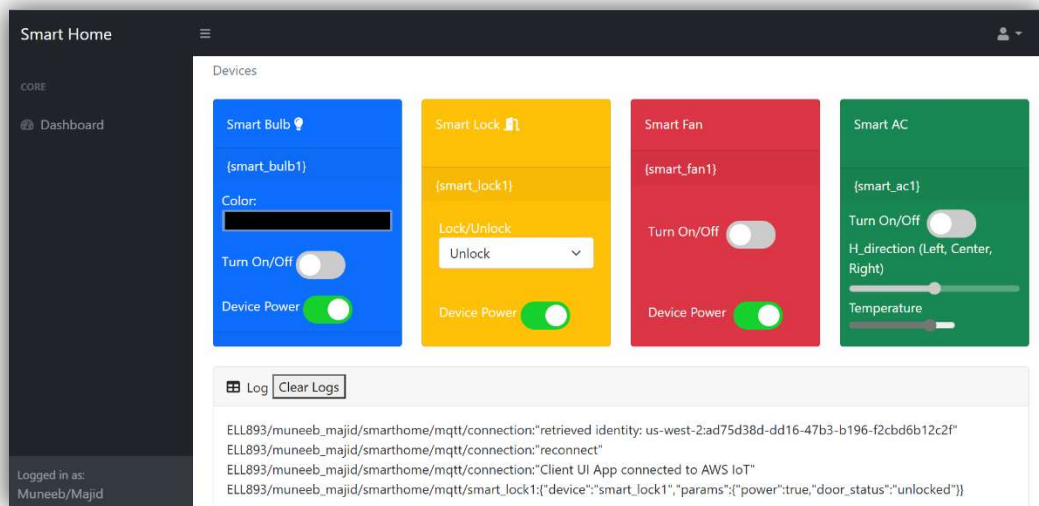 Smart Home
CORE
Dashboard
Logged in as:
Muneeb/Majid
Devices
Smart Bulb
{smart_bulb1}
Color:
Turn On/Off
Device Power
Smart Lock
{smart_lock1}
Lock/Unlock
Unlock
Device Power
Smart Fan
{smart_fan1}
Turn On/Off
Device Power
Smart AC
{smart_ac1}
Turn On/Off
H_direction (Left, Center,
Right)
Temperature
Log Clear Logs
ELL893/muneeb_majid/smarthome/mqtt/connection:"retrieved identity: us-west-2:ad75d38d-dd16-47b3-b196-f2cbd6b12c2f"
ELL893/muneeb_majid/smarthome/mqtt/connection:"reconnect"
ELL893/muneeb_majid/smarthome/mqtt/connection:"Client UI App connected to AWS IoT"
ELL893/muneeb_majid/smarthome/mqtt/smart_lock1:{"device":"smart_lock1","params":{"power":true,"door_status":"unlocked"}}